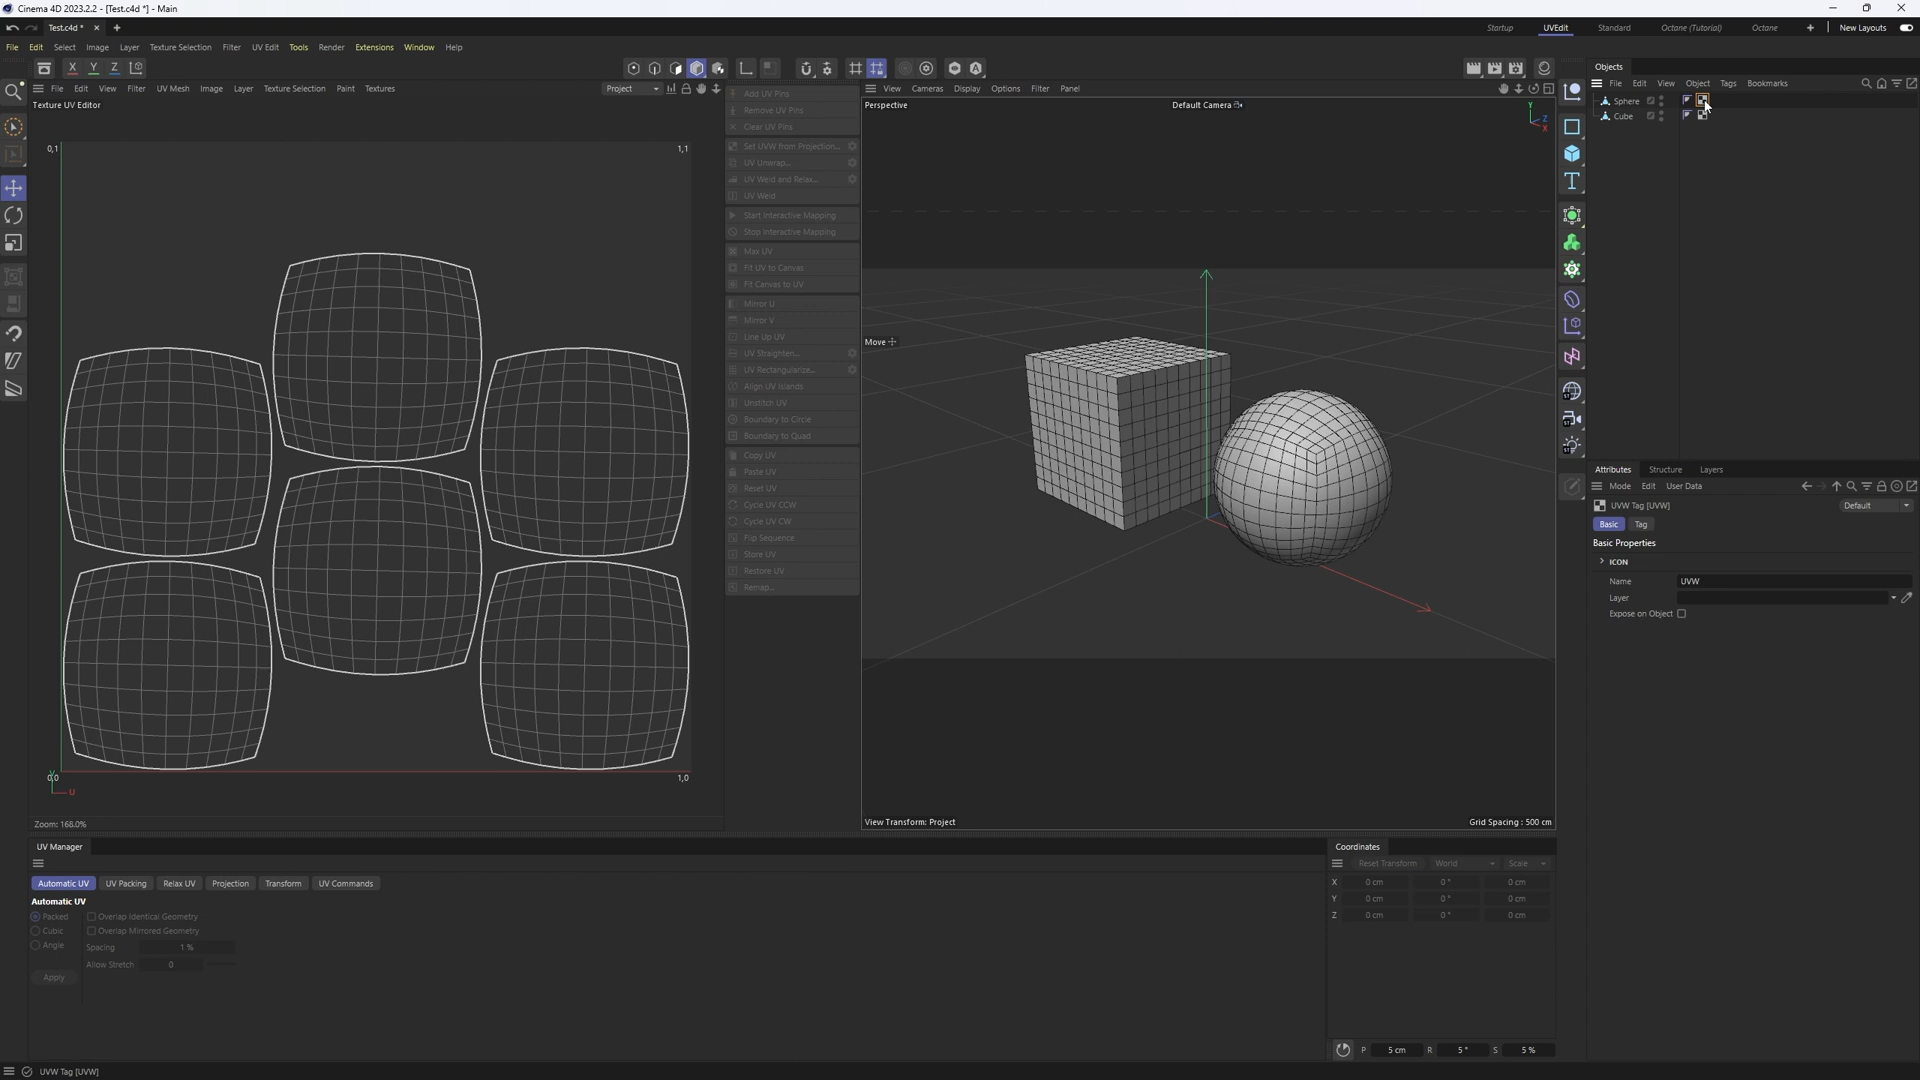 Cinema 4D 2023.2.2 - [Test.c4d *] - Main
Test.c4d * × +
Startup UVEdit Standard Octane (Tutorial) Octane + New Layouts
File Edit Select Image Layer Texture Selection Filter UV Edit Tools Render Extensions Window Help
X Y Z
File Edit View Filter UV Mesh Image Layer Texture Selection Paint Textures Project
Texture UV Editor
0,1
1,1
0,0
1,0
U
Zoom: 168.0%
Add UV Pins
Remove UV Pins
Clear UV Pins
Set UVW from Projection...
UV Unwrap...
UV Weld and Relax...
UV Weld
Start Interactive Mapping
Stop Interactive Mapping
Max UV
Fit UV to Canvas
Fit Canvas to UV
Mirror U
Mirror V
Line Up UV
UV Straighten...
UV Rectangularize...
Align UV Islands
Unstitch UV
Boundary to Circle
Boundary to Quad
Copy UV
Paste UV
Reset UV
Cycle UV CCW
Cycle UV CW
Flip Sequence
Store UV
Restore UV
Remap...
View Cameras Display Options Filter Panel
Perspective
Default Camera
Y
Z
X
Move
View Transform: Project
Grid Spacing : 500 cm
Objects
File Edit View Object Tags Bookmarks
Sphere
Cube
Attributes Structure Layers
Mode Edit User Data
UVW Tag [UVW]
Default
Basic Tag
Basic Properties
ICON
Name UVW
Layer
Expose on Object
UV Manager
Automatic UV UV Packing Relax UV Projection Transform UV Commands
Automatic UV
Packed Overlap Identical Geometry
Cubic Overlap Mirrored Geometry
Angle Spacing 1 %
Allow Stretch 0
Apply
Coordinates
Reset Transform World Scale
X 0 cm 0 ° 0 cm
Y 0 cm 0 ° 0 cm
Z 0 cm 0 ° 0 cm
P 5 cm R 5 ° S 5 %
UVW Tag [UVW]